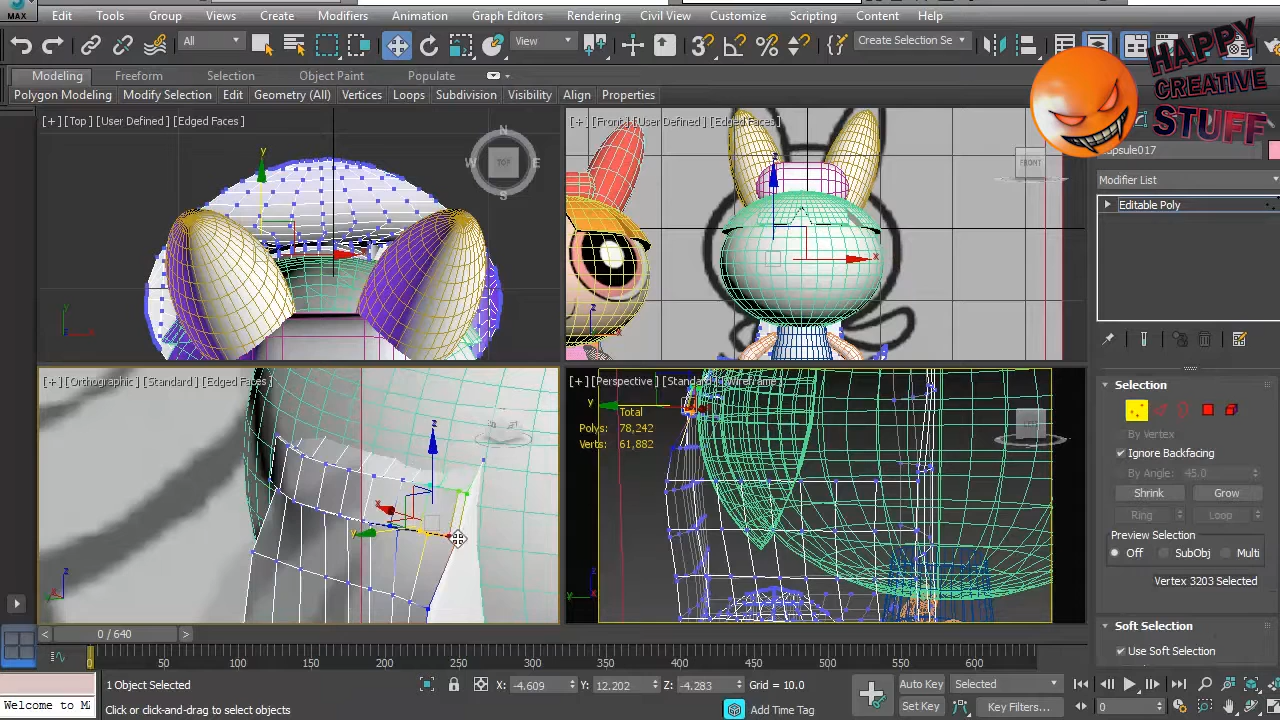 MAX
Edit Tools Group Views Create Modifiers Animation Graph Editors Rendering Civil View Customize Scripting Content Help
All View Create Selection Se
HAPPY
CREATIVE
STUFF
Modeling Freeform Selection Object Paint Populate
Polygon Modeling Modify Selection Edit Geometry (All) Vertices Loops Subdivision Visibility Align Properties
[+] [Top] [User Defined] [Edged Faces]
N
W TOP E
S
y
[+] [Front] [User Defined] [Edged Faces]
FRONT
z
x
apsule017
Modifier List
Editable Poly
[+] [Orthographic] [Standard] [Edged Faces]
z
x
y
[+] [Perspective] [Standard] [Wireframe]
y
Total
Polys: 78,242
Verts: 61,882
Selection
By Vertex
Ignore Backfacing
By Angle: 45.0
Shrink Grow
Ring Loop
Preview Selection
Off SubObj Multi
Vertex 3203 Selected
Soft Selection
Use Soft Selection
< 0 / 640 >
0 50 100 150 200 250 300 350 400 450 500 550 600
1 Object Selected X: -4.609 Y: 12.202 Z: -4.283 Grid = 10.0 Auto Key Selected
Welcome to M
Click or click-and-drag to select objects Add Time Tag Set Key Key Filters... 0